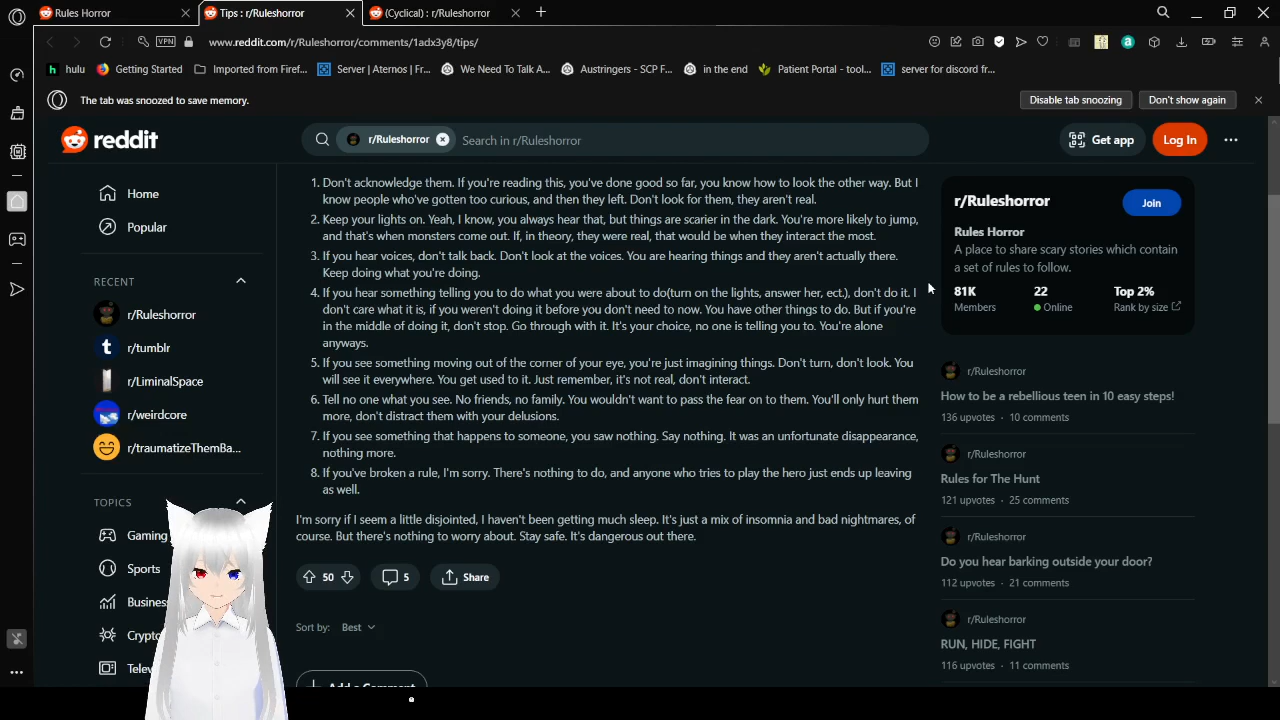 Rules Horror
Tips : r/Ruleshorror
(Cyclical) : r/Ruleshorror
VPN
www.reddit.com/r/Ruleshorror/comments/1adx3y8/tips/
hulu
Getting Started
Imported from Firef...
Server | Aternos | Fr...
We Need To Talk A...
Austringers - SCP F...
in the end
Patient Portal - tool...
server for discord fr...
The tab was snoozed to save memory.
Disable tab snoozing
Don't show again
reddit
r/Ruleshorror
Search in r/Ruleshorror
Get app
Log In
Home
Popular
RECENT
r/Ruleshorror
r/tumblr
r/LiminalSpace
r/weirdcore
r/traumatizeThemBa...
TOPICS
Gaming
Sports
Business
Crypto
Telev
1. Don't acknowledge them. If you're reading this, you've done good so far, you know how to look the other way. But I
know people who've gotten too curious, and then they left. Don't look for them, they aren't real.
2. Keep your lights on. Yeah, I know, you always hear that, but things are scarier in the dark. You're more likely to jump,
and that's when monsters come out. If, in theory, they were real, that would be when they interact the most.
3. If you hear voices, don't talk back. Don't look at the voices. You are hearing things and they aren't actually there.
Keep doing what you're doing.
4. If you hear something telling you to do what you were about to do(turn on the lights, answer her, ect.), don't do it. I
don't care what it is, if you weren't doing it before you don't need to now. You have other things to do. But if you're
in the middle of doing it, don't stop. Go through with it. It's your choice, no one is telling you to. You're alone
anyways.
5. If you see something moving out of the corner of your eye, you're just imagining things. Don't turn, don't look. You
will see it everywhere. You get used to it. Just remember, it's not real, don't interact.
6. Tell no one what you see. No friends, no family. You wouldn't want to pass the fear on to them. You'll only hurt them
more, don't distract them with your delusions.
7. If you see something that happens to someone, you saw nothing. Say nothing. It was an unfortunate disappearance,
nothing more.
8. If you've broken a rule, I'm sorry. There's nothing to do, and anyone who tries to play the hero just ends up leaving
as well.
I'm sorry if I seem a little disjointed, I haven't been getting much sleep. It's just a mix of insomnia and bad nightmares, of
course. But there's nothing to worry about. Stay safe. It's dangerous out there.
50
5
Share
Sort by: Best
Add a Comment
r/Ruleshorror
Join
Rules Horror
A place to share scary stories which contain
a set of rules to follow.
81K 22 Top 2%
Members Online Rank by size
r/Ruleshorror
How to be a rebellious teen in 10 easy steps!
136 upvotes · 10 comments
r/Ruleshorror
Rules for The Hunt
121 upvotes · 25 comments
r/Ruleshorror
Do you hear barking outside your door?
112 upvotes · 21 comments
r/Ruleshorror
RUN, HIDE, FIGHT
116 upvotes · 11 comments